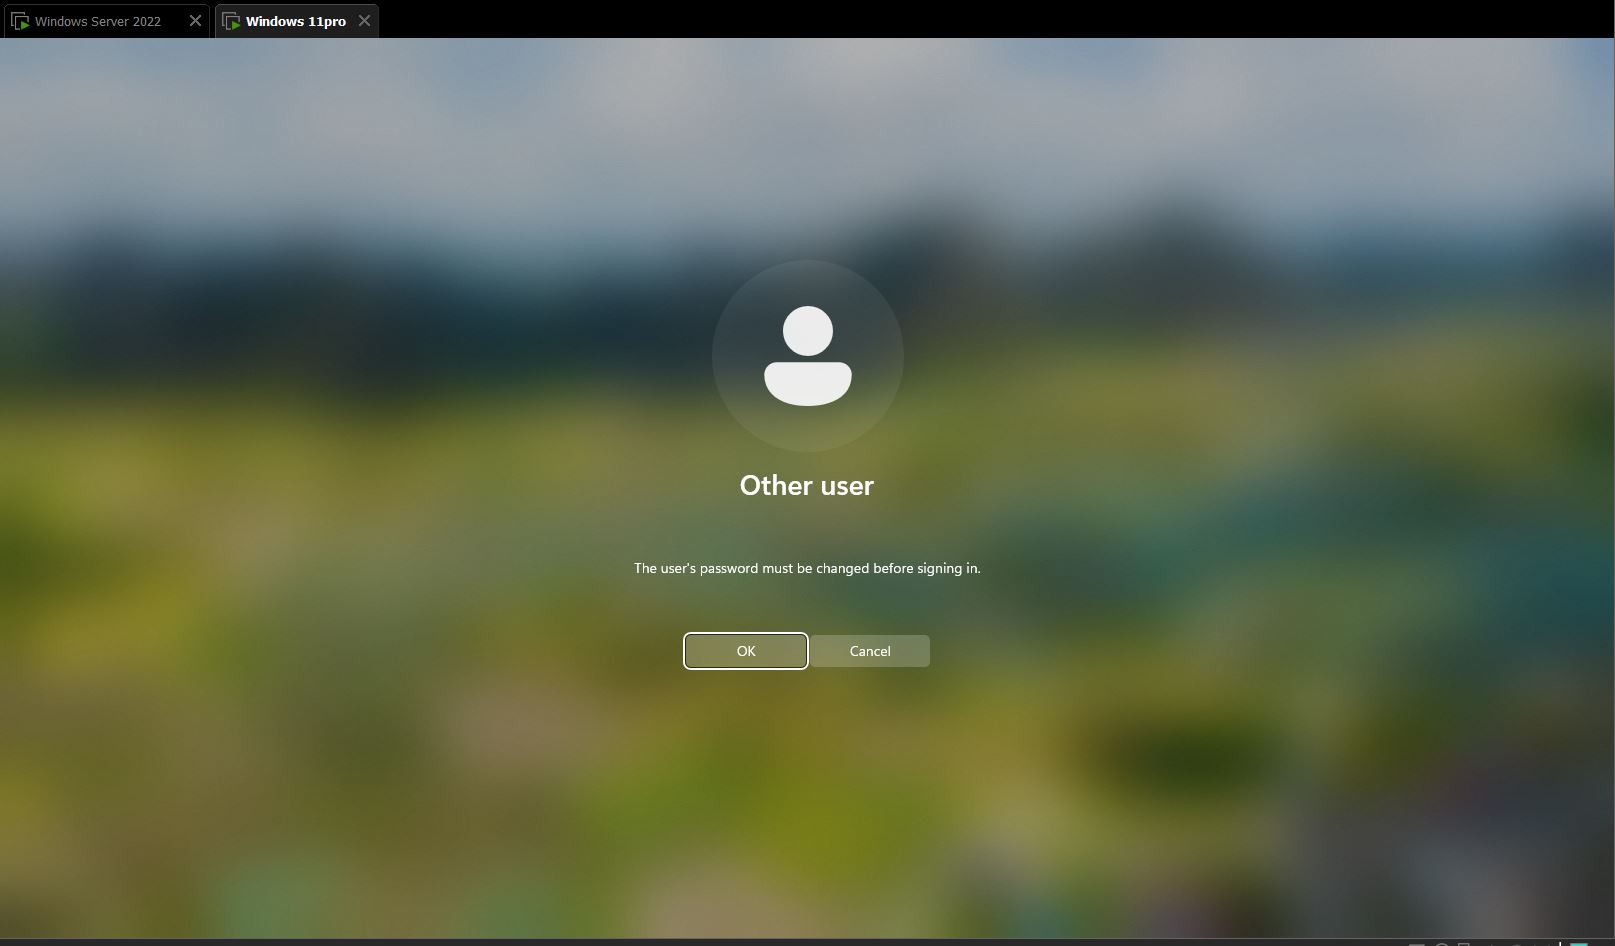 Windows Server 2022
Windows 11pro
Other user
The user's password must be changed before signing in.
OK
Cancel